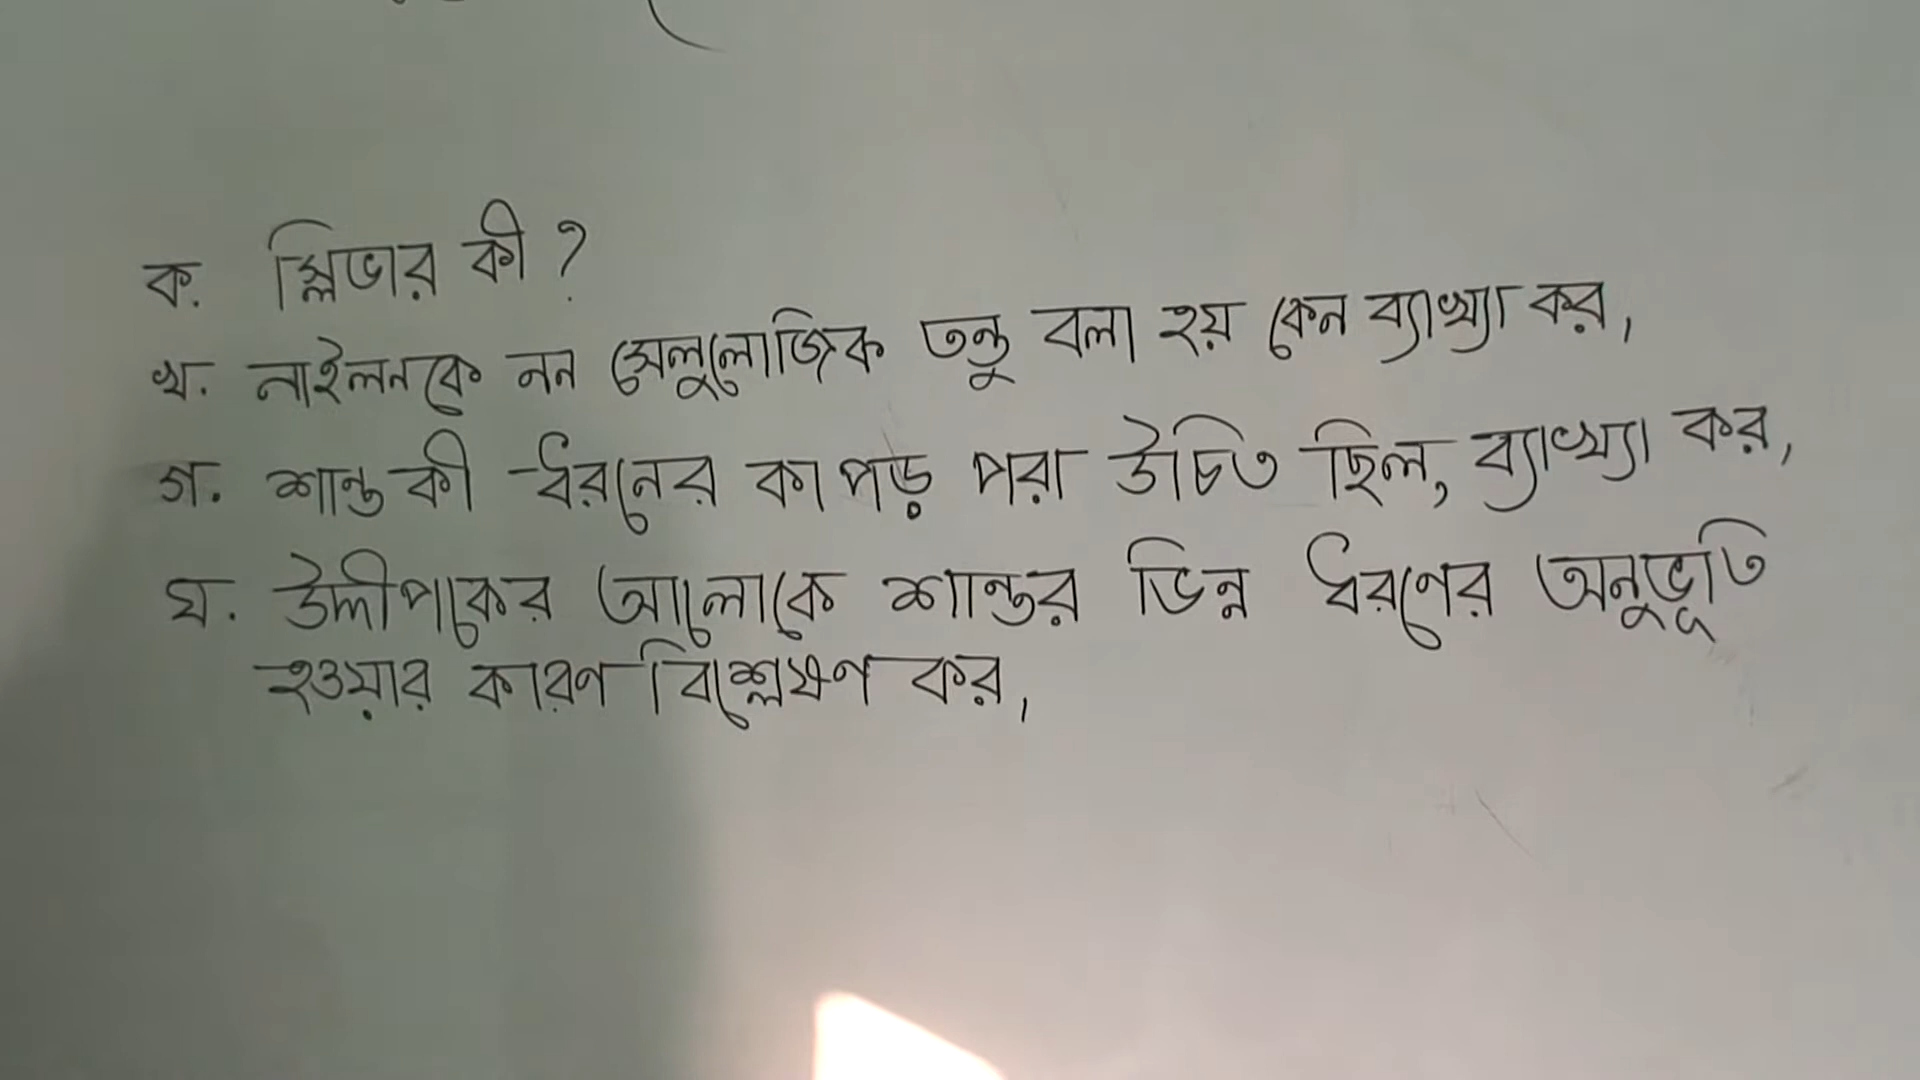 ক. স্লিভার কী ?
খ. নাইলনকে নন সেলুলোজিক তন্তু বলা হয় কেন ব্যাখ্যা কর,
গ. শান্ত কী ধরনের কাপড় পরা উচিত ছিল, ব্যাখ্যা কর,
ঘ. উদ্দীপকের আলোকে শান্তর ভিন্ন ধরণের অনুভূতি
হওয়ার কারণ বিশ্লেষণ কর,